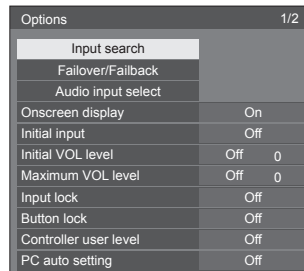 Options 1/2
Input search
Failover/Failback
Audio input select
Onscreen display On
Initial input Off
Initial VOL level Off 0
Maximum VOL level Off 0
Input lock Off
Button lock Off
Controller user level Off
PC auto setting Off